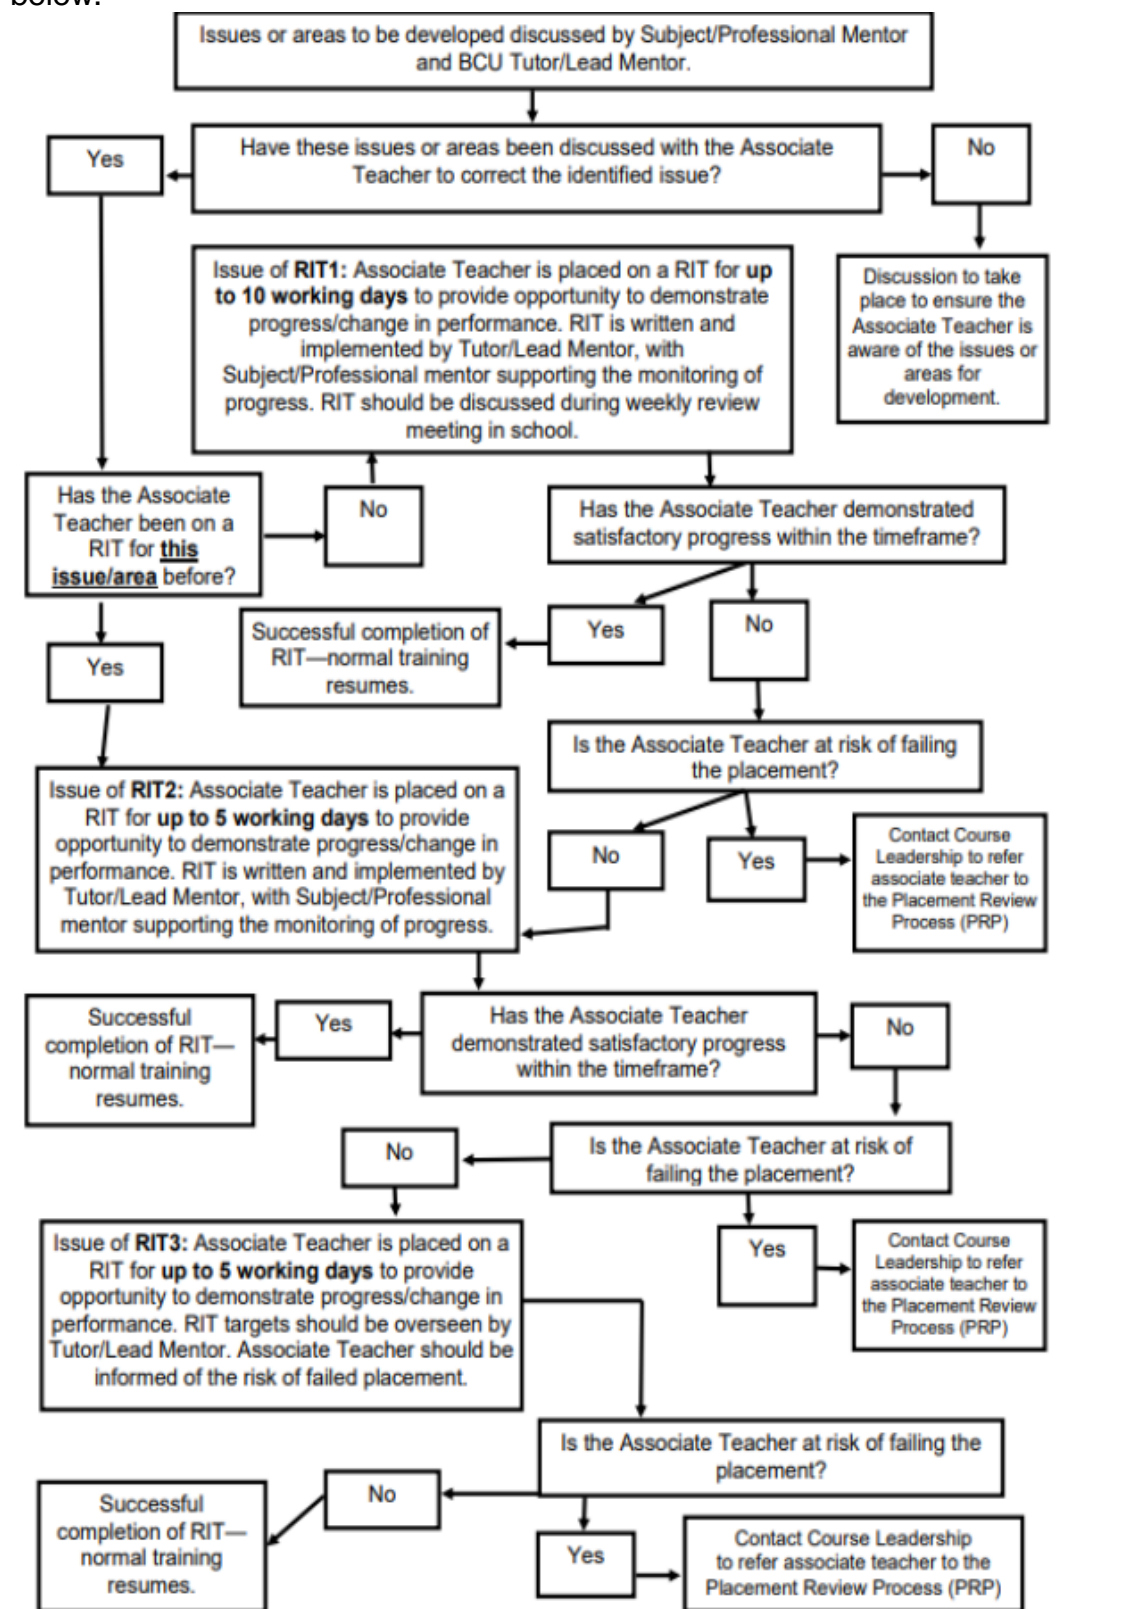 below:
Issues or areas to be developed discussed by Subject/Professional Mentor
and BCU Tutor/Lead Mentor.
Yes
Have these issues or areas been discussed with the Associate
Teacher to correct the identified issue?
No
Issue of RIT1: Associate Teacher is placed on a RIT for up
to 10 working days to provide opportunity to demonstrate
progress/change in performance. RIT is written and
implemented by Tutor/Lead Mentor, with
Subject/Professional mentor supporting the monitoring of
progress. RIT should be discussed during weekly review
meeting in school.
Discussion to take
place to ensure the
Associate Teacher is
aware of the issues or
areas for
development.
Has the Associate
Teacher been on a
RIT for this
issue/area before?
No
Has the Associate Teacher demonstrated
satisfactory progress within the timeframe?
Yes
No
Successful completion of
RIT—normal training
resumes.
Yes
Is the Associate Teacher at risk of failing
the placement?
Issue of RIT2: Associate Teacher is placed on a
RIT for up to 5 working days to provide
opportunity to demonstrate progress/change in
performance. RIT is written and implemented by
Tutor/Lead Mentor, with Subject/Professional
mentor supporting the monitoring of progress.
No
Yes
Contact Course
Leadership to refer
associate teacher to
the Placement Review
Process (PRP)
Successful
completion of RIT—
normal training
resumes.
Yes
Has the Associate Teacher
demonstrated satisfactory progress
within the timeframe?
No
No
Is the Associate Teacher at risk of
failing the placement?
Issue of RIT3: Associate Teacher is placed on a
RIT for up to 5 working days to provide
opportunity to demonstrate progress/change in
performance. RIT targets should be overseen by
Tutor/Lead Mentor. Associate Teacher should be
informed of the risk of failed placement.
Yes
Contact Course
Leadership to refer
associate teacher to
the Placement Review
Process (PRP)
Is the Associate Teacher at risk of failing the
placement?
Successful
completion of RIT—
normal training
resumes.
No
Yes
Contact Course Leadership
to refer associate teacher to the
Placement Review Process (PRP)